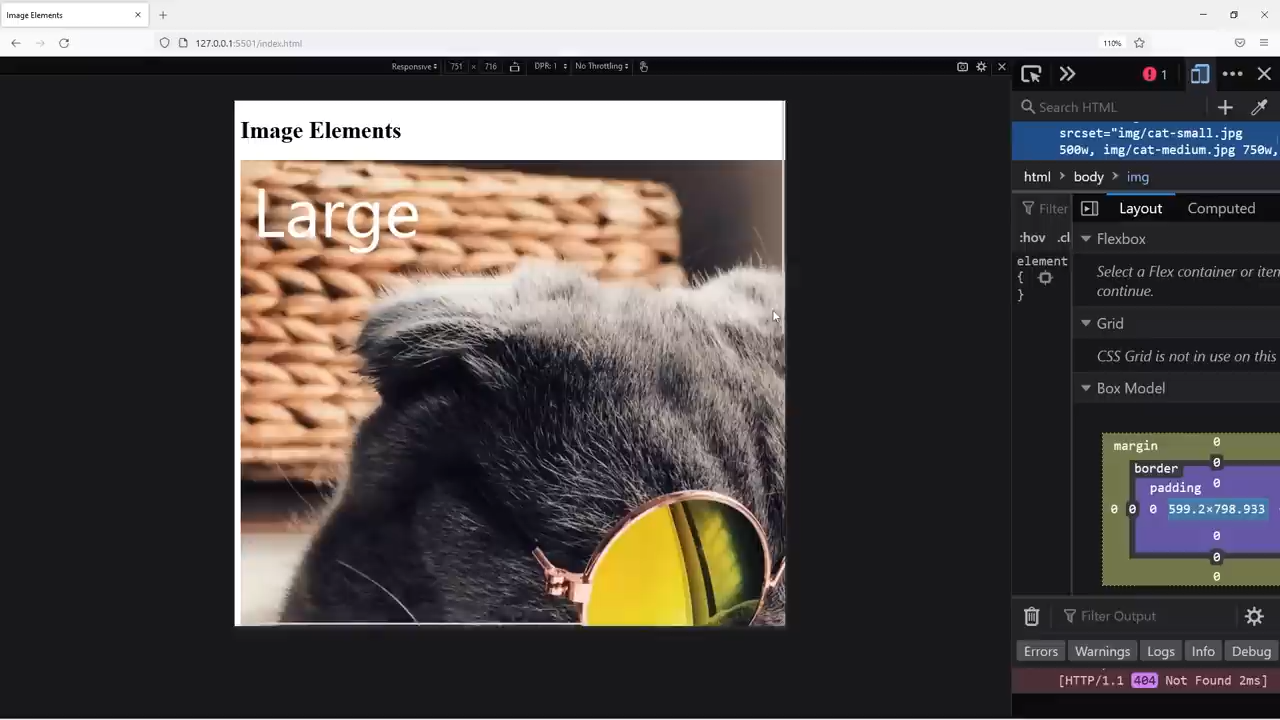 Image Elements
127.0.0.1:5501/index.html
110%
Responsive
751 × 716
DPR: 1
No Throttling
1
Search HTML
srcset="img/cat-small.jpg
500w, img/cat-medium.jpg 750w,
html
body
img
Filter
Layout
Computed
:hov
.cl
Flexbox
element
{
}
Select a Flex container or iter
continue.
Grid
CSS Grid is not in use on this
Box Model
margin
0
border
0
padding
0
0
0
0
599.2×798.933
0
0
0
Filter Output
Errors
Warnings
Logs
Info
Debug
[HTTP/1.1 404 Not Found 2ms]
Image Elements
Large